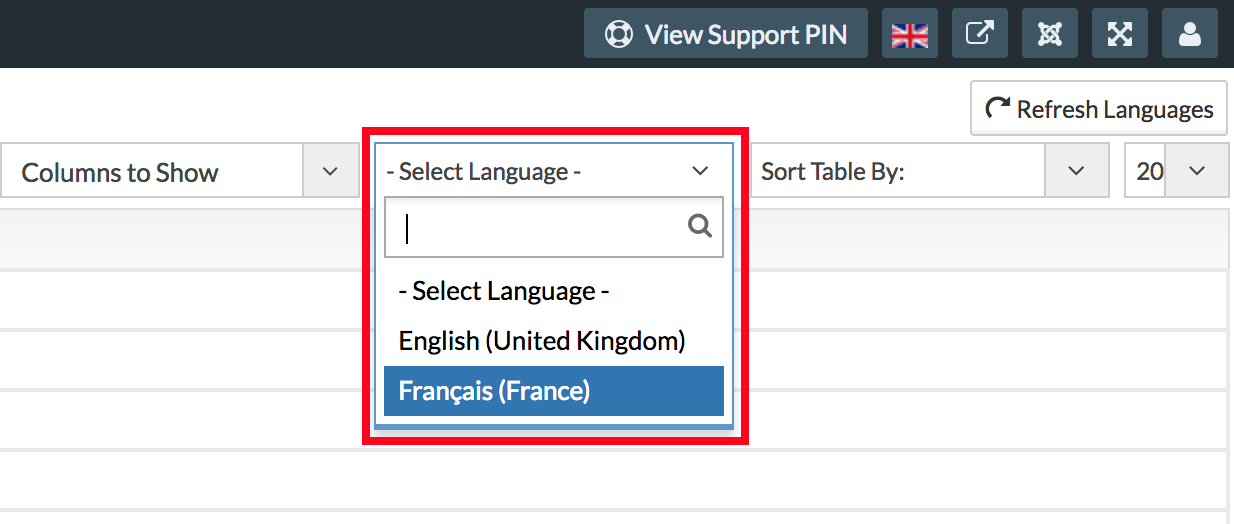 View Support PIN
Refresh Languages
Columns to Show
- Select Language -
Sort Table By:
20
- Select Language -
English (United Kingdom)
Français (France)